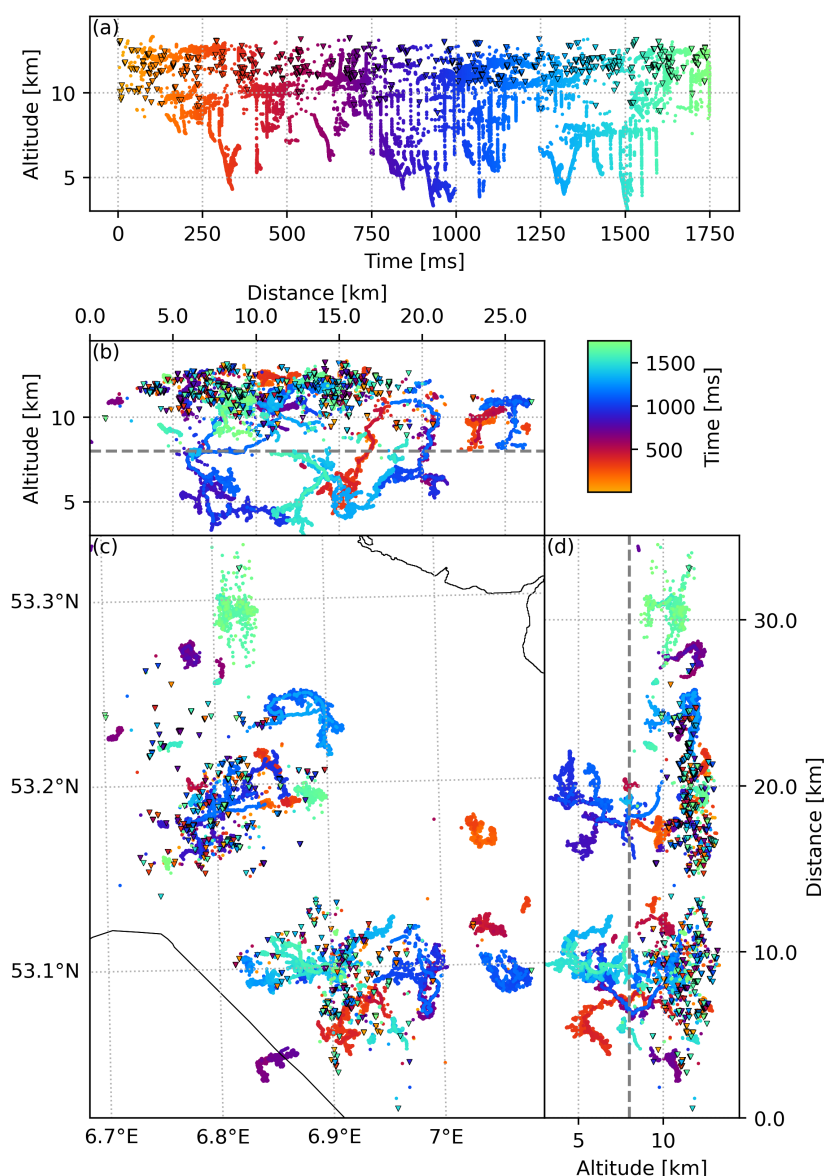 (a)
Altitude [km]
10
5
0 250 500 750 1000 1250 1500 1750
Time [ms]
Distance [km]
0.0 5.0 10.0 15.0 20.0 25.0
(b)
Altitude [km]
10
5
1500
1000
500
Time [ms]
(c)
53.3°N
53.2°N
53.1°N
6.7°E 6.8°E 6.9°E 7°E
(d)
30.0
20.0
10.0
0.0
Distance [km]
5 10
Altitude [km]